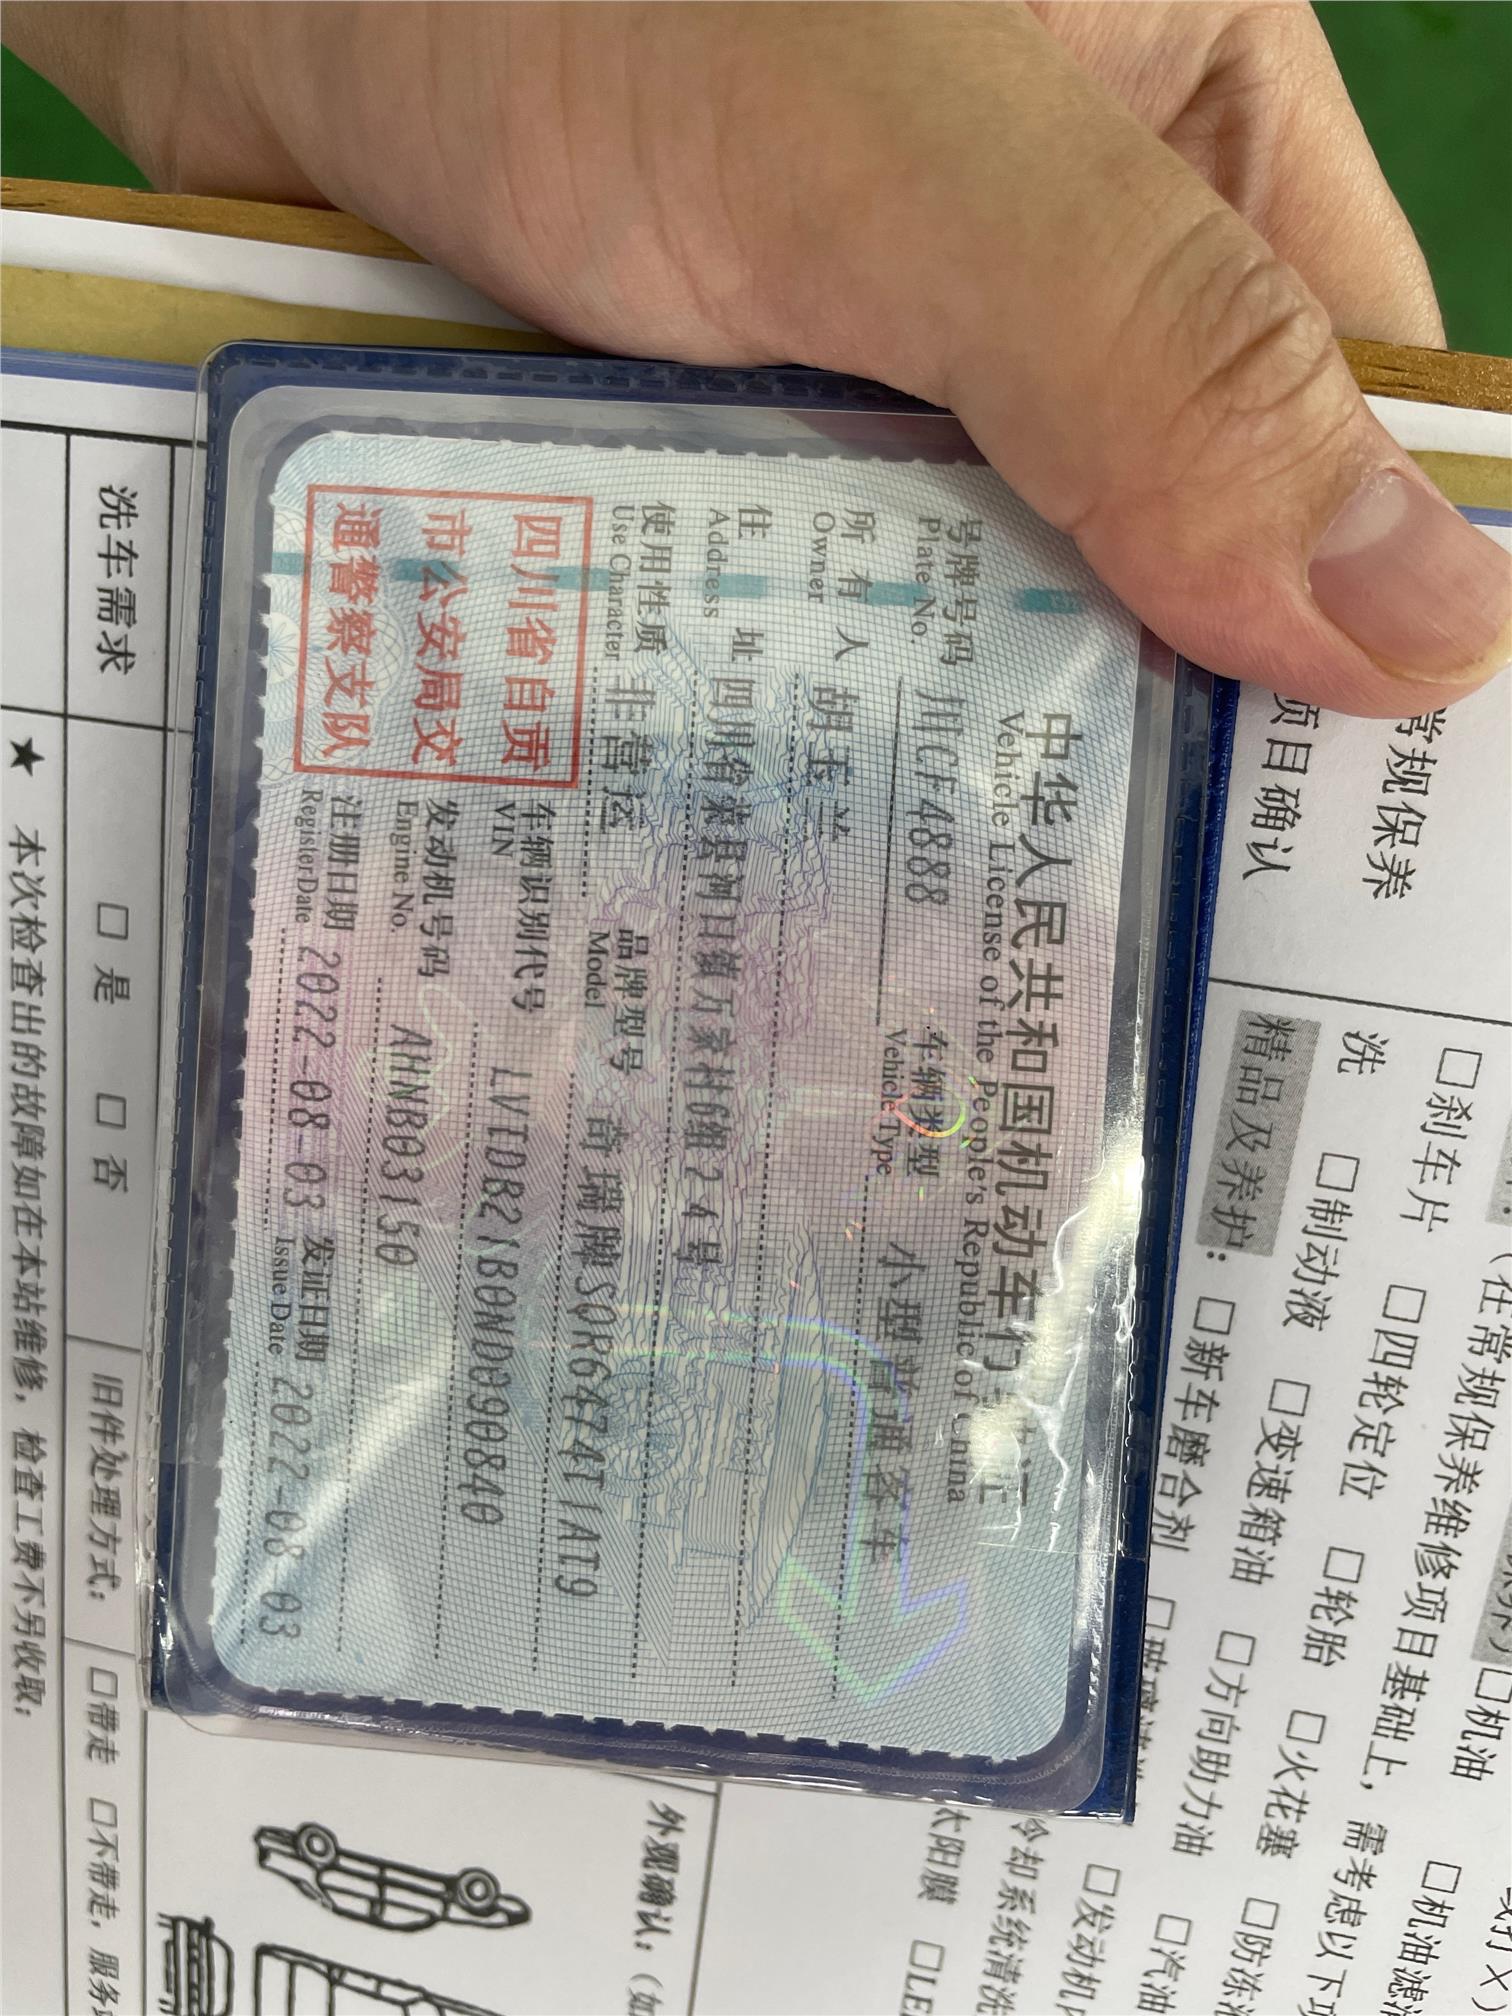 中华人民共和国机动车行
Vehicle License of the People's Republic of China
号牌号码 川CF4888 车辆类型 小型普通客车
Plate No. Vehicle Type
所有人 胡玉兰
Owner
住址 四川省荣县河口镇万家村6组24号
Address
使用性质 非营运 品牌型号 奇瑞牌SQR6474T1AT9
Use Character Model
四川省自贡
市公安局交
通警察支队
车辆识别代号 LVTDB21B0ND090840
VIN
发动机号码 AHNB03150
Engine No.
注册日期 2022-08-03 发证日期 2022-08-03
Register Date Issue Date
常规保养
项目确认
(在常规保养维修项目基础上，需考虑以下项
□机油 □机油滤
□刹车片 □四轮定位
洗 □制动液 □变速箱油 □轮胎 □火花塞 □防冻
精品及养护： □新车磨合剂 □方向助力油 □汽油
□发动机
冷却系统清洗
太阳膜 □LE
外观确认：
洗车需求 □是 □否 旧件处理方式： □带走 □不带走，服务
★ 本次检查出的故障如在本站维修，检查工费不另收取；